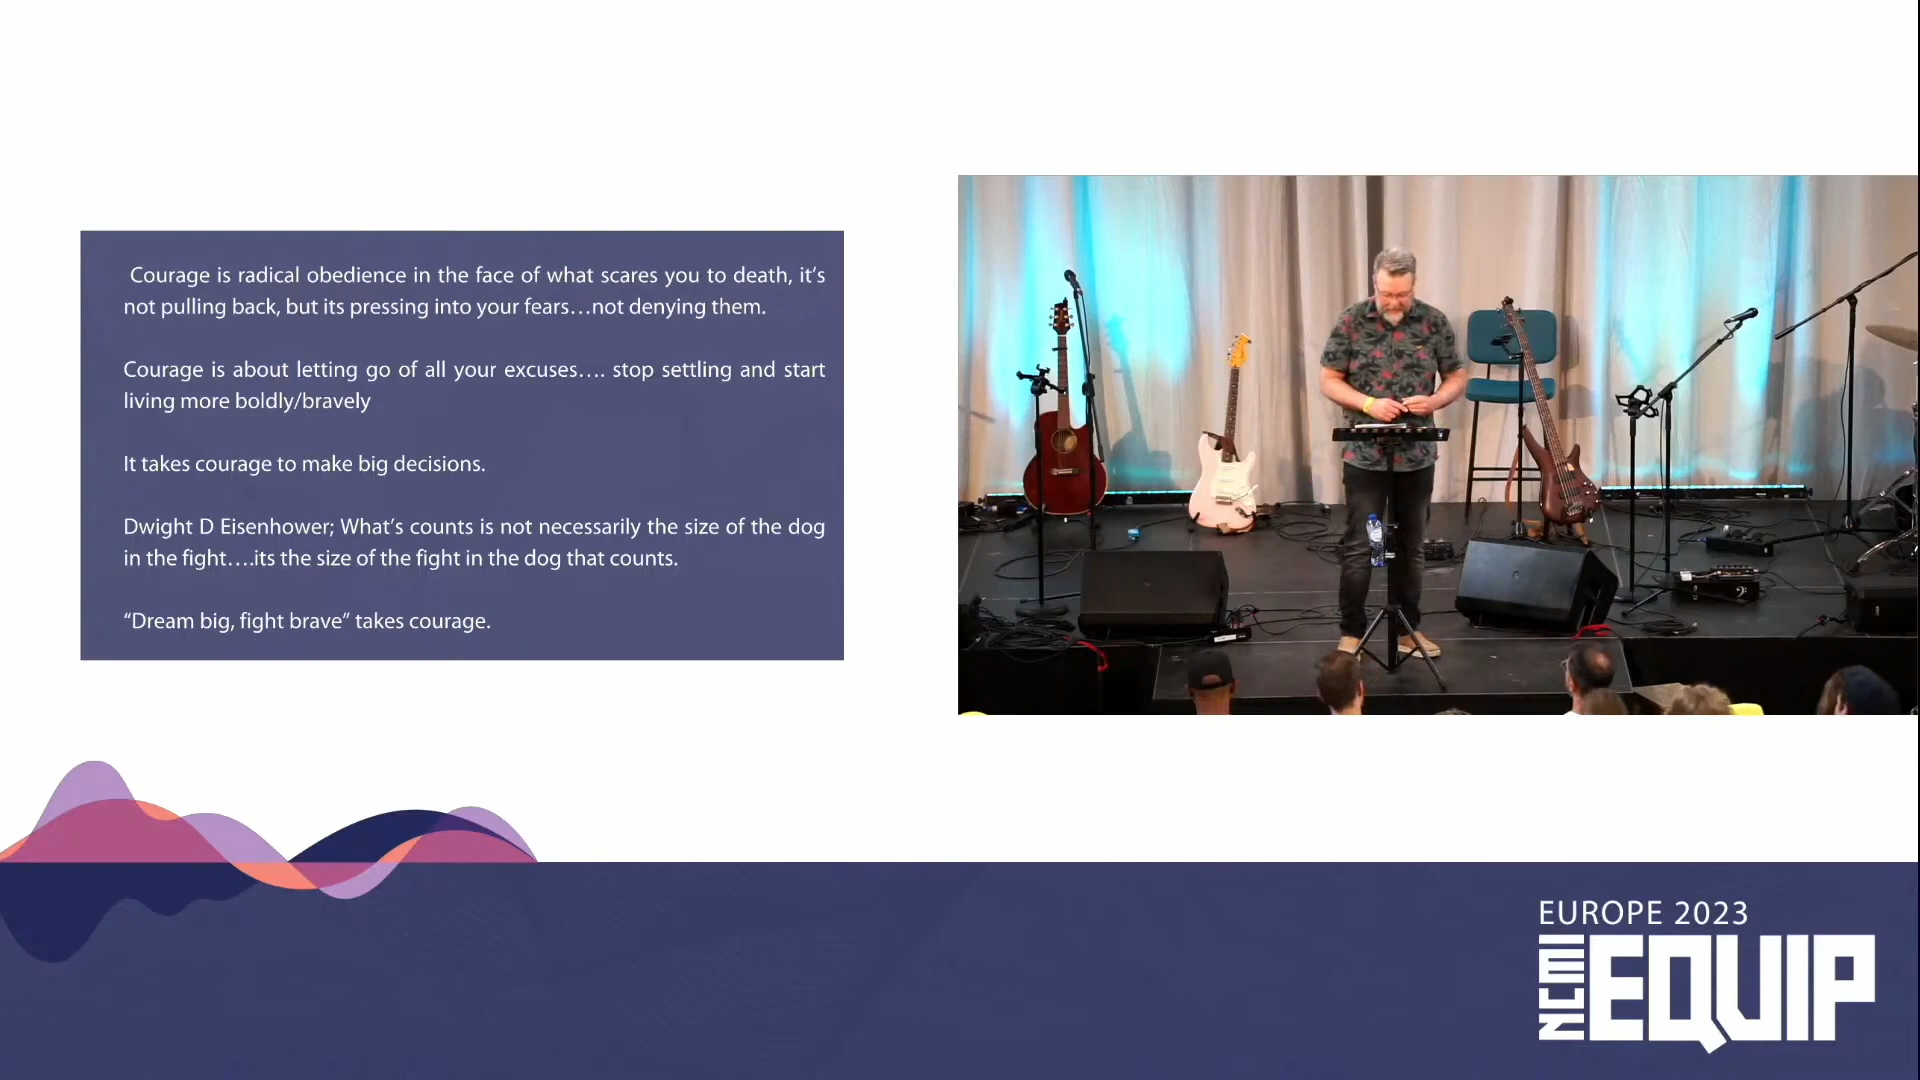 Courage is radical obedience in the face of what scares you to death, it’s
not pulling back, but its pressing into your fears…not denying them.
Courage is about letting go of all your excuses…. stop settling and start
living more boldly/bravely
It takes courage to make big decisions.
Dwight D Eisenhower; What’s counts is not necessarily the size of the dog
in the fight….its the size of the fight in the dog that counts.
“Dream big, fight brave” takes courage.
EUROPE 2023
NCMI
EQUIP